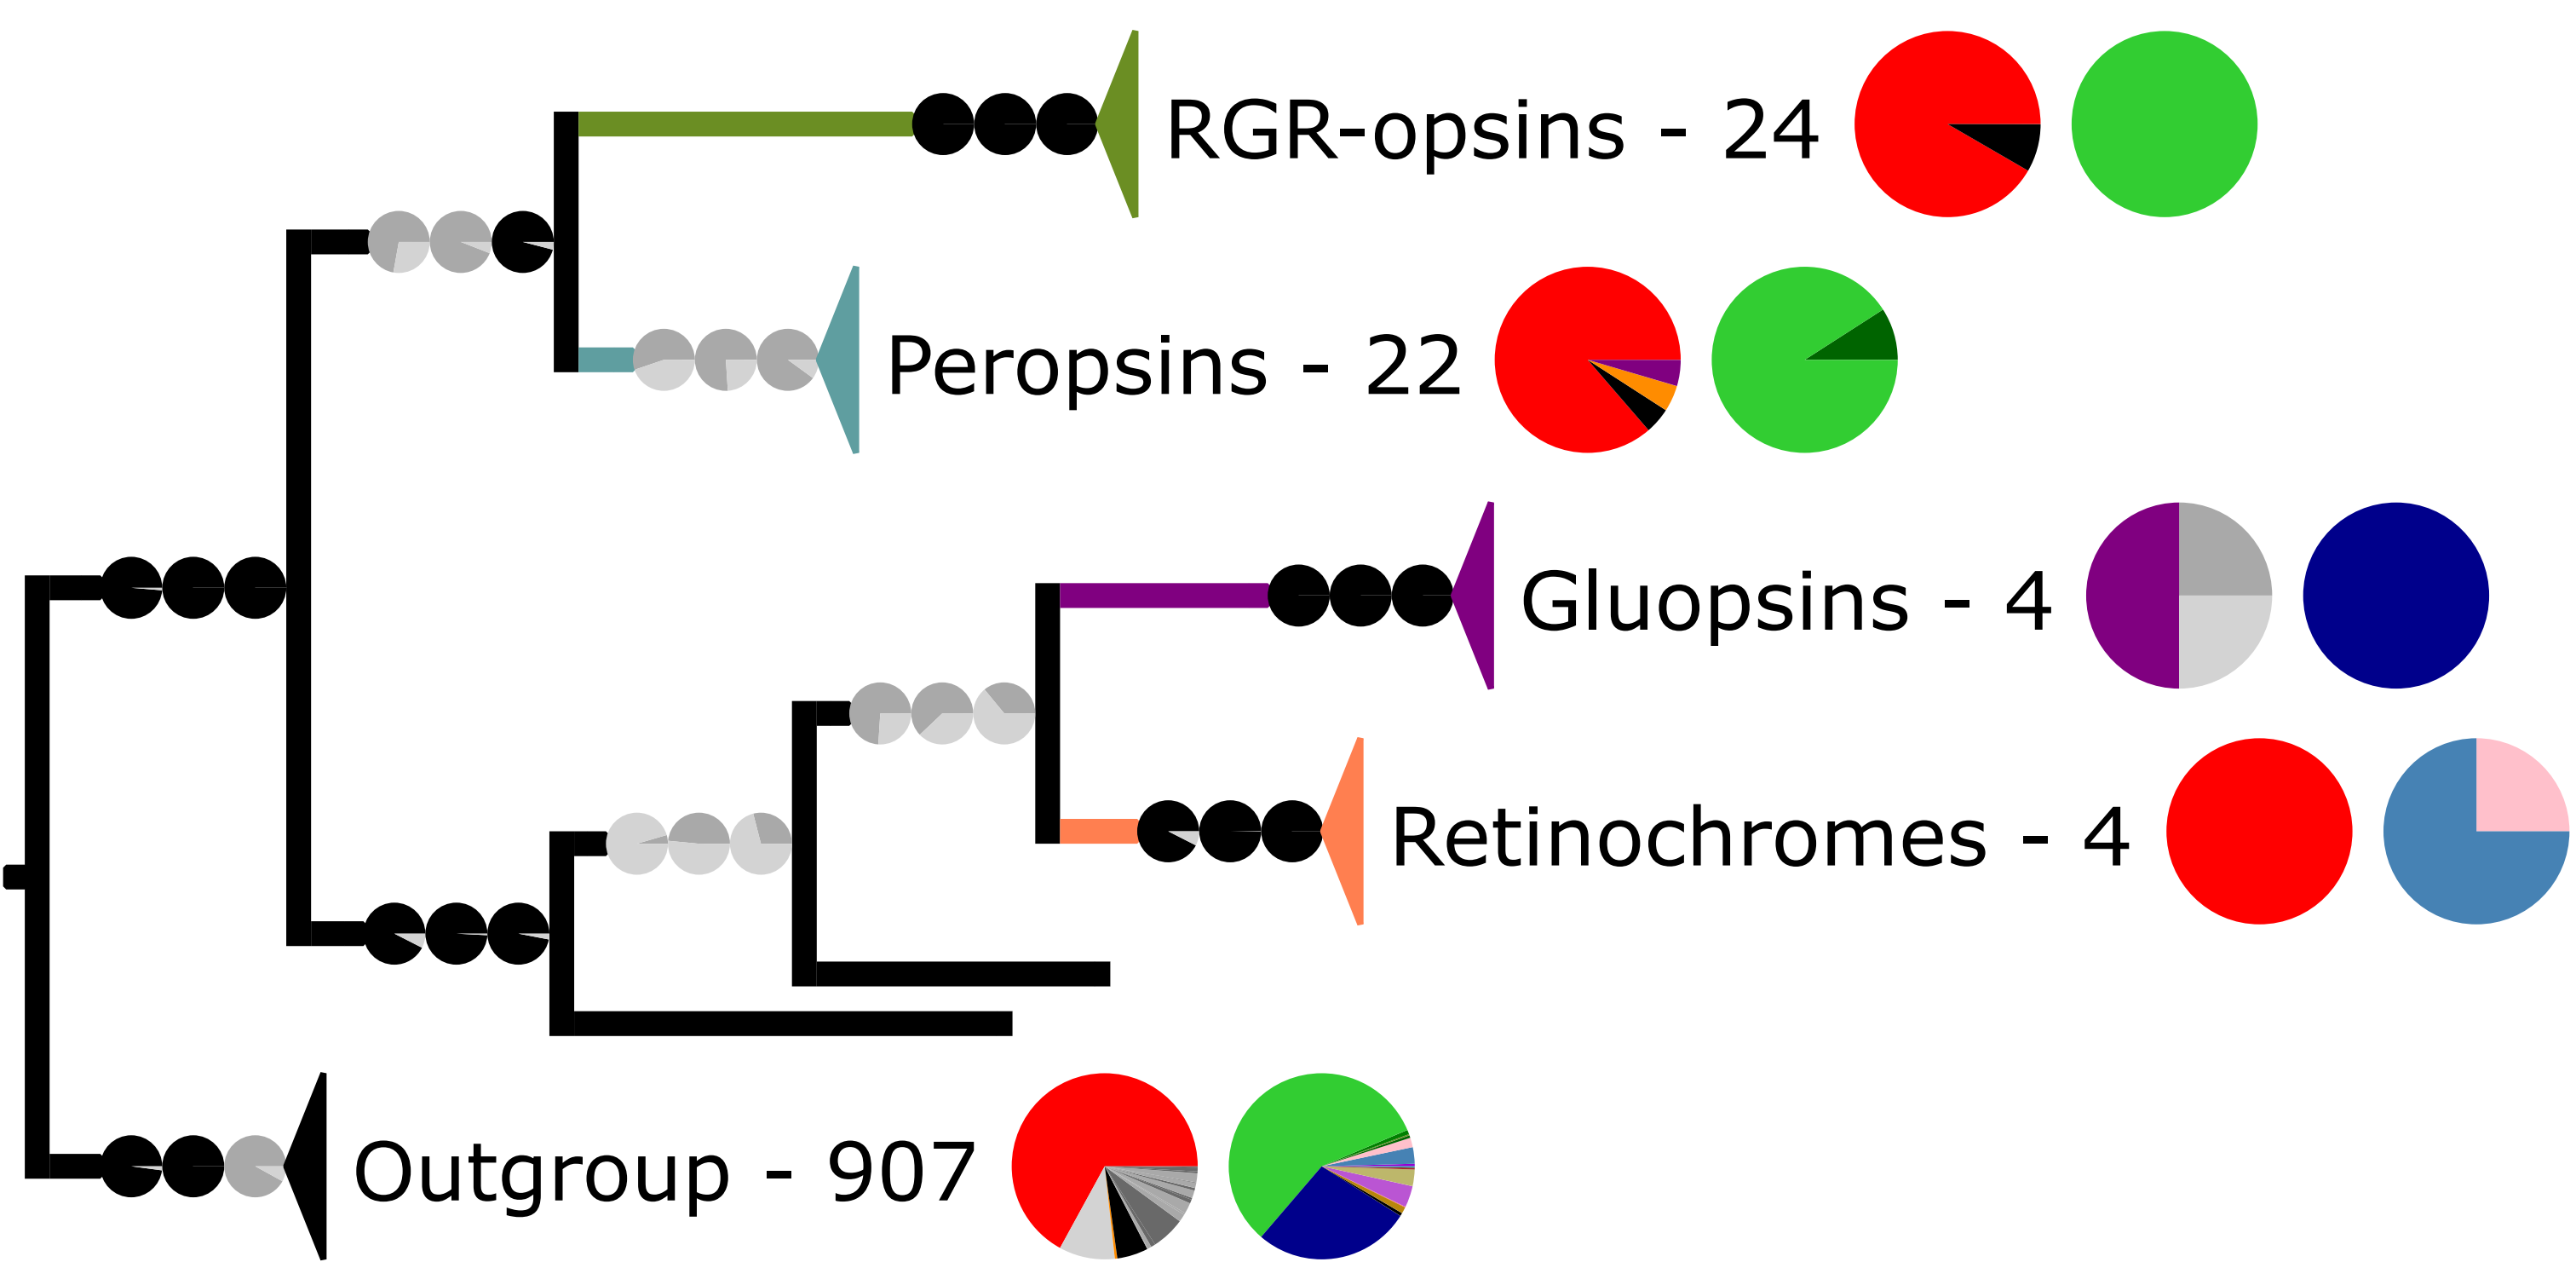 RGR-opsins - 24
Peropsins - 22
Gluopsins - 4
Retinochromes - 4
Outgroup - 907